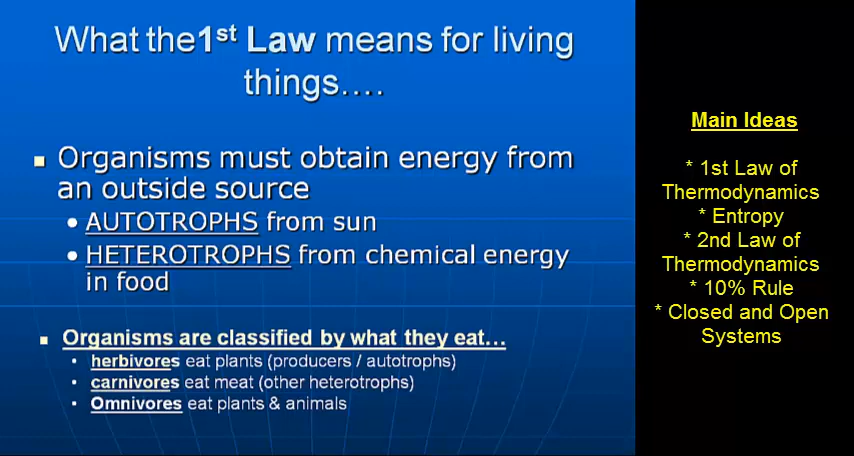 What the1st Law means for living
things....
Organisms must obtain energy from
an outside source
AUTOTROPHS from sun
HETEROTROPHS from chemical energy
in food
Organisms are classified by what they eat…
herbivores eat plants (producers / autotrophs)
carnivores eat meat (other heterotrophs)
Omnivores eat plants & animals
Main Ideas
* 1st Law of
Thermodynamics
* Entropy
* 2nd Law of
Thermodynamics
* 10% Rule
* Closed and Open
Systems